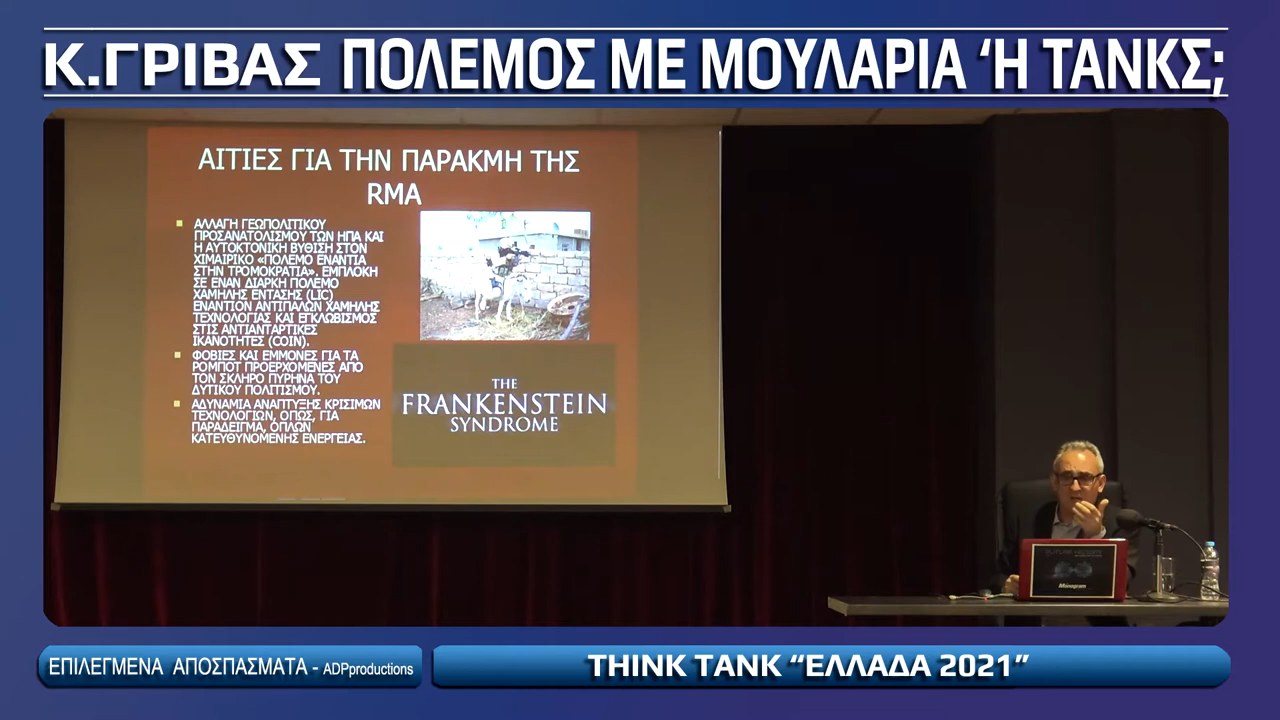 Κ.ΓΡΙΒΑΣ ΠΟΛΕΜΟΣ ΜΕ ΜΟΥΛΑΡΙΑ ‘Η ΤΑΝΚΣ;
ΑΙΤΙΕΣ ΓΙΑ ΤΗΝ ΠΑΡΑΚΜΗ ΤΗΣ
RMA
ΑΛΛΑΓΗ ΓΕΩΠΟΛΙΤΙΚΟΥ
ΠΡΟΣΑΝΑΤΟΛΙΣΜΟΥ ΤΩΝ ΗΠΑ ΚΑΙ
Η ΑΥΤΟΚΤΟΝΙΚΗ ΒΥΘΙΣΗ ΣΤΟΝ
ΧΙΜΑΙΡΙΚΟ «ΠΟΛΕΜΟ ΕΝΑΝΤΙΑ
ΣΤΗΝ ΤΡΟΜΟΚΡΑΤΙΑ». ΕΜΠΛΟΚΗ
ΣΕ ΕΝΑΝ ΔΙΑΡΚΗ ΠΟΛΕΜΟ
ΧΑΜΗΛΗΣ ΕΝΤΑΣΗΣ (LIC)
ΕΝΑΝΤΙΟΝ ΑΝΤΙΠΑΛΩΝ ΧΑΜΗΛΗΣ
ΤΕΧΝΟΛΟΓΙΑΣ ΚΑΙ ΕΓΚΛΩΒΙΣΜΟΣ
ΣΤΙΣ ΑΝΤΙΑΝΤΑΡΤΙΚΕΣ
ΙΚΑΝΟΤΗΤΕΣ (COIN).
ΦΟΒΙΕΣ ΚΑΙ ΕΜΜΟΝΕΣ ΓΙΑ ΤΑ
ΡΟΜΠΟΤ ΠΡΟΕΡΧΟΜΕΝΕΣ ΑΠΟ
ΤΟΝ ΣΚΛΗΡΟ ΠΥΡΗΝΑ ΤΟΥ
ΔΥΤΙΚΟΥ ΠΟΛΙΤΙΣΜΟΥ.
ΑΔΥΝΑΜΙΑ ΑΝΑΠΤΥΞΗΣ ΚΡΙΣΙΜΩΝ
ΤΕΧΝΟΛΟΓΙΩΝ, ΟΠΩΣ, ΓΙΑ
ΠΑΡΑΔΕΙΓΜΑ, ΟΠΛΩΝ
ΚΑΤΕΥΘΥΝΟΜΕΝΗΣ ΕΝΕΡΓΕΙΑΣ.
THE
FRANKENSTEIN
SYNDROME
ΕΠΙΛΕΓΜΕΝΑ ΑΠΟΣΠΑΣΜΑΤΑ - ADPproductions
THINK TANK “ΕΛΛΑΔΑ 2021”